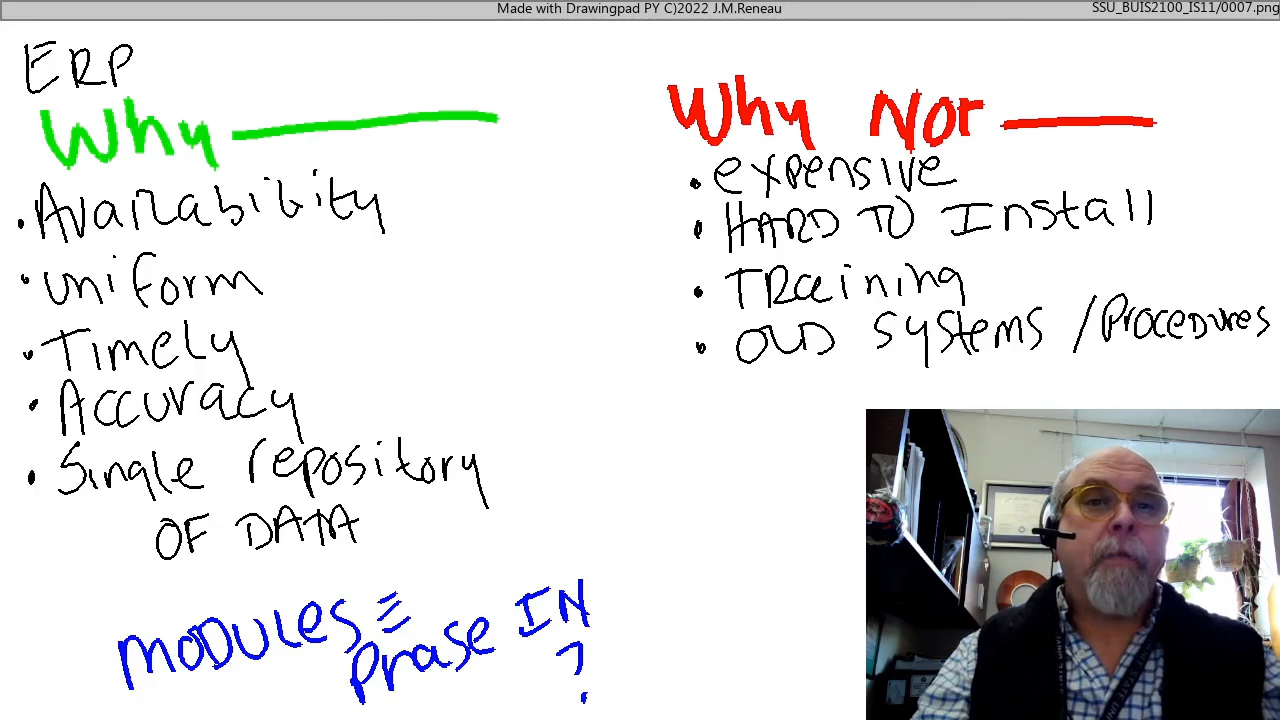 Made with Drawingpad PY C)2022 J.M.Reneau
SSU_BUIS2100_IS11/0007.png
ERP
Why
• Availability
• uniform
• Timely
• Accuracy
• Single repository
OF DATA
MODULES ≡
Phase IN
?
Why Not
• expensive
• HARD TO Install
• TRaining
• OLD Systems / Procedures